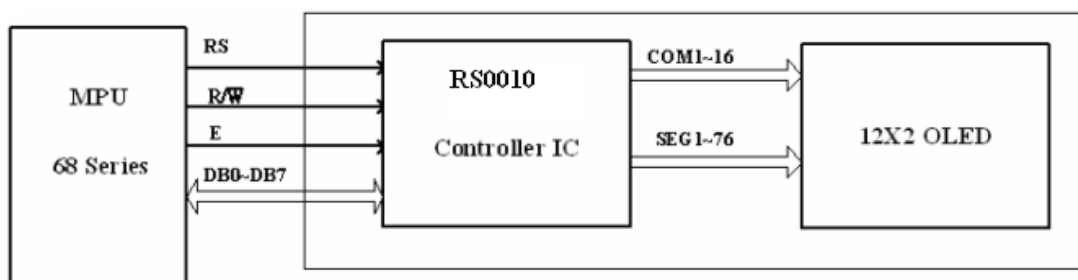 MPU
68 Series
RS
R/W
E
DB0~DB7
RS0010
Controller IC
COM1~16
SEG1~76
12X2 OLED